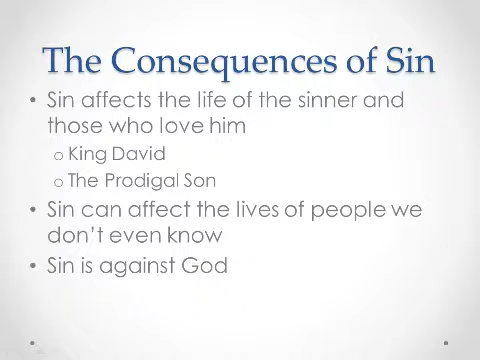 The Consequences of Sin
• Sin affects the life of the sinner and
those who love him
o King David
o The Prodigal Son
• Sin can affect the lives of people we
don't even know
• Sin is against God